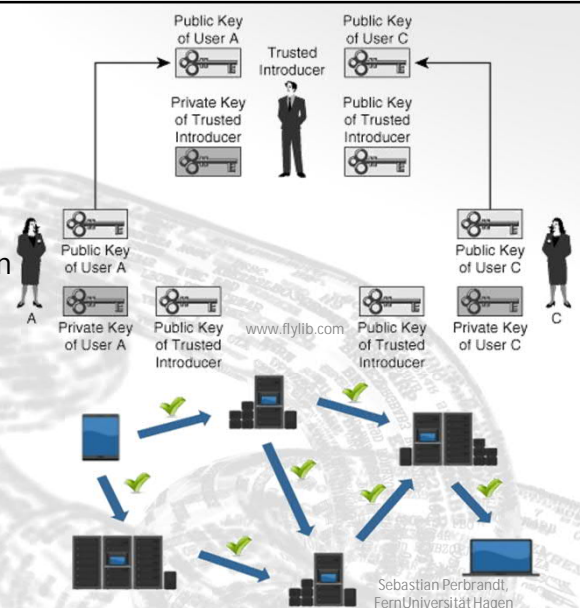 Public Key
of User A
Trusted
Introducer
Public Key
of User C
Private Key
of Trusted
Introducer
Public Key
of Trusted
Introducer
n
Public Key
of User A
Public Key
of User C
A
Private Key
of User A
Public Key
of Trusted
Introducer
www.flylib.com
Public Key
of Trusted
Introducer
Private Key
of User C
C
Sebastian Perbrandt,
FernUniversität Hagen